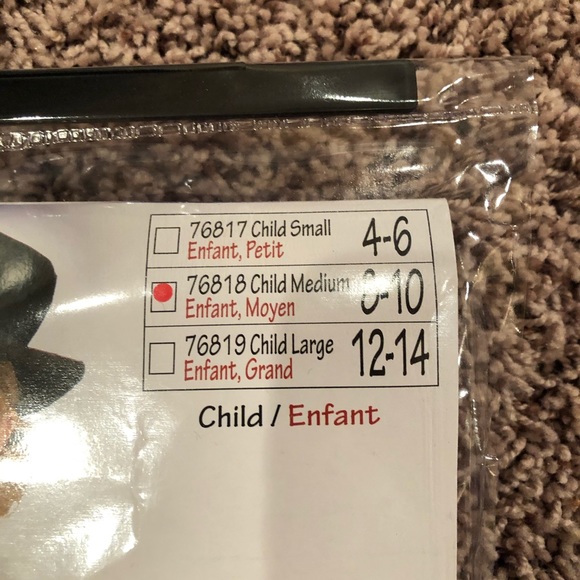 76817 Child Small
Enfant, Petit
4-6
76818 Child Medium
Enfant, Moyen
8-10
76819 Child Large
Enfant, Grand
12-14
Child / Enfant